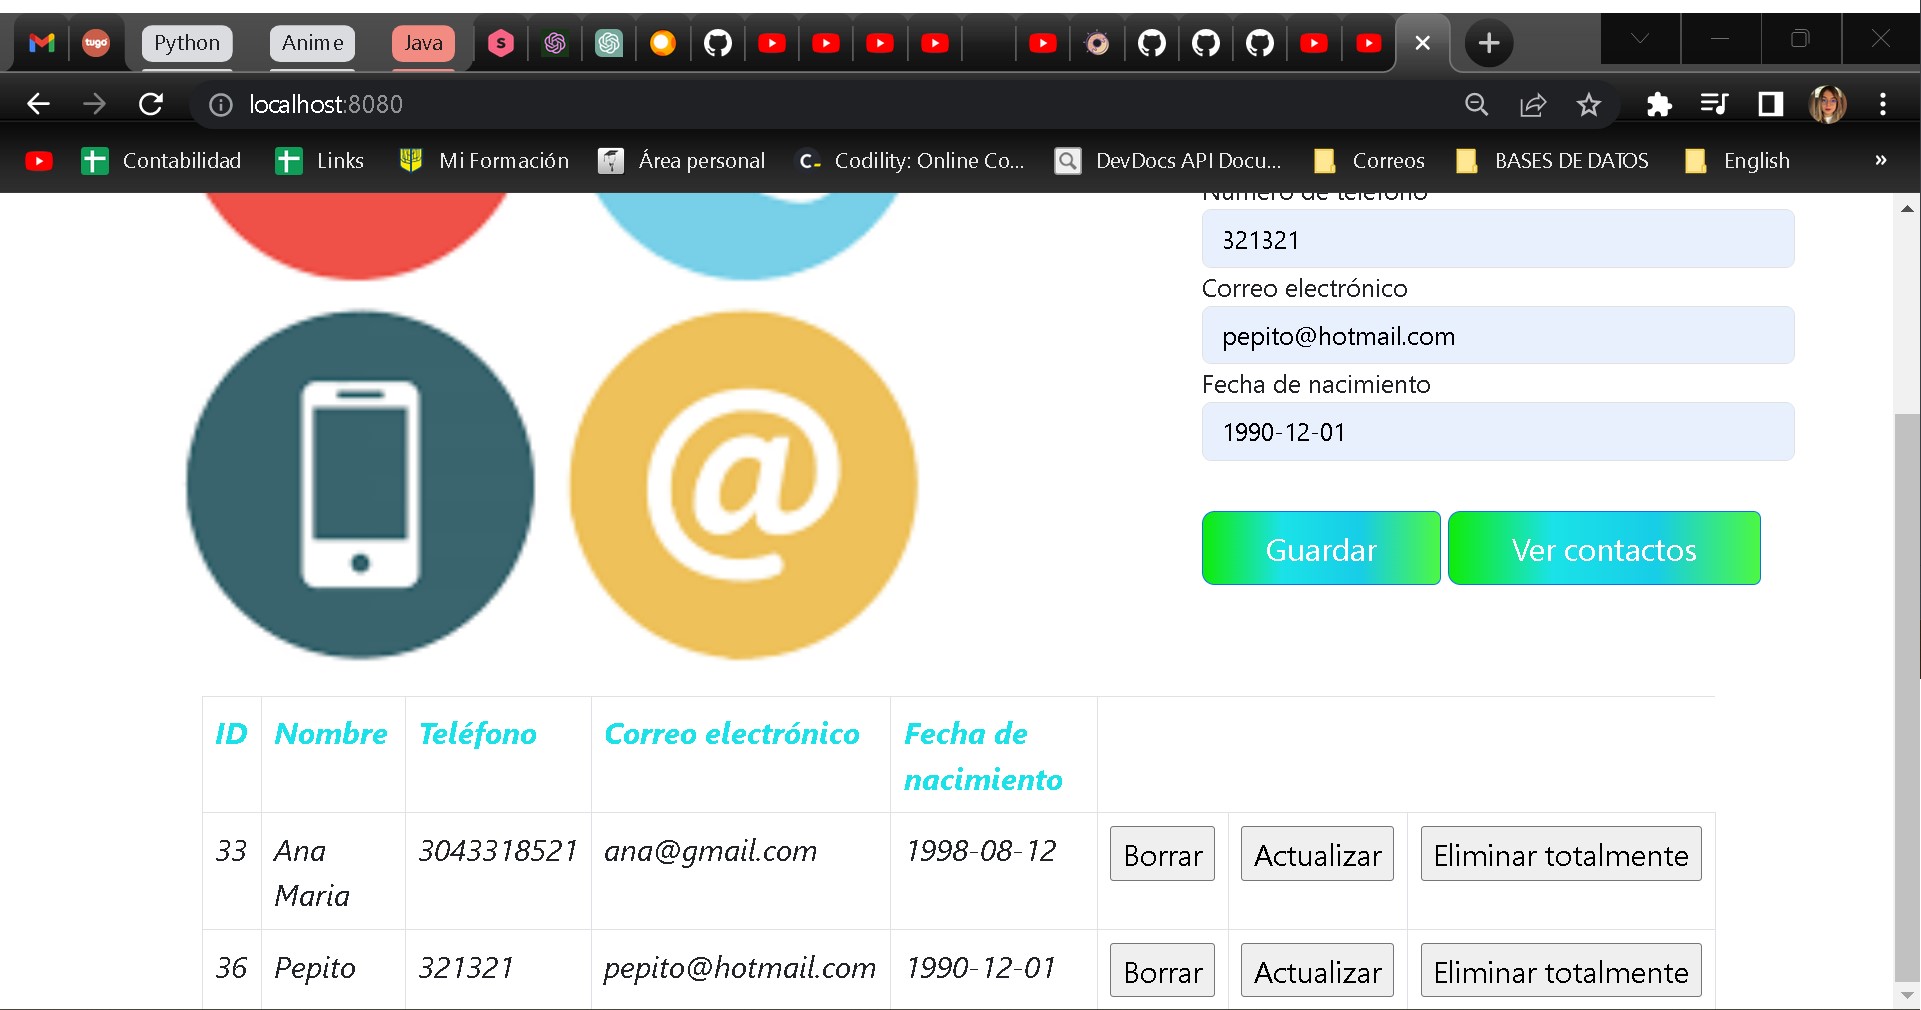 tugo Python Anime Java S
localhost:8080
Contabilidad Links Mi Formación Área personal C Codility: Online Co... DevDocs API Docu... Correos BASES DE DATOS English »
Número de teléfono
321321
Correo electrónico
pepito@hotmail.com
Fecha de nacimiento
1990-12-01
@
Guardar Ver contactos
ID Nombre Teléfono Correo electrónico Fecha de
nacimiento
33 Ana 3043318521 ana@gmail.com 1998-08-12 Borrar Actualizar Eliminar totalmente
Maria
36 Pepito 321321 pepito@hotmail.com 1990-12-01 Borrar Actualizar Eliminar totalmente